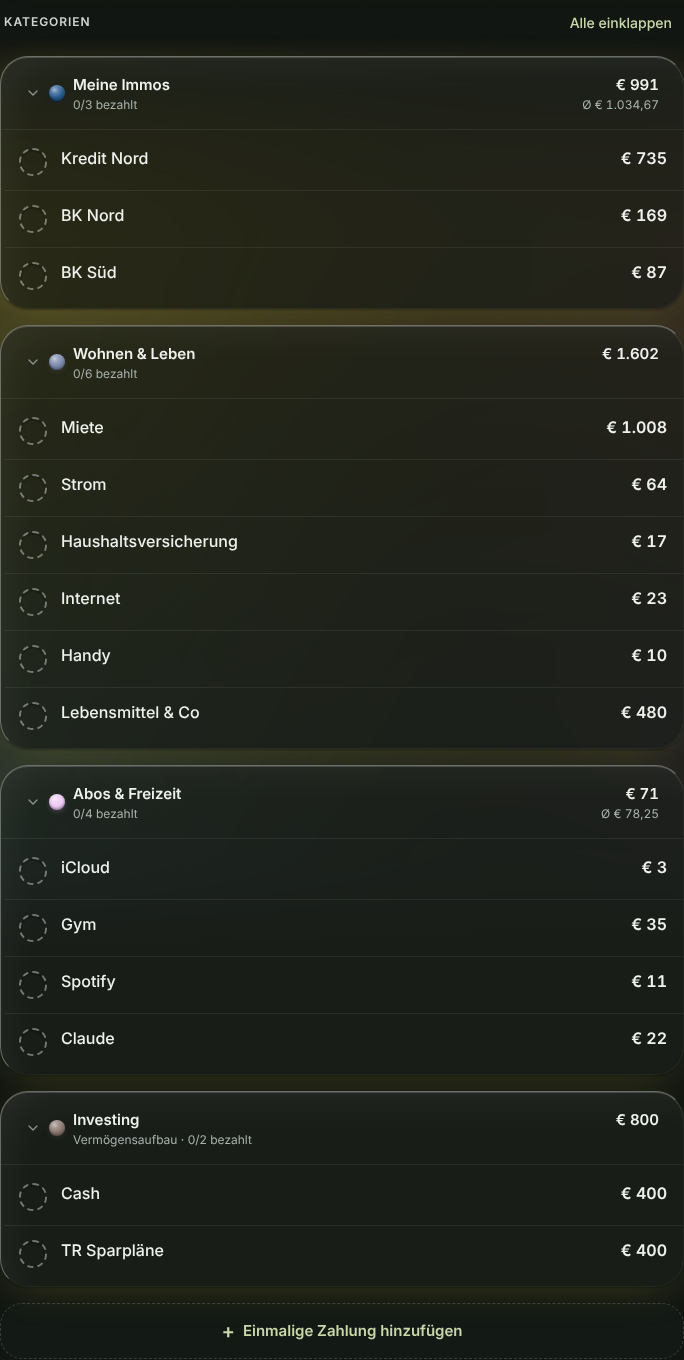 KATEGORIEN
Alle einklappen
Meine Immos
€ 991
0/3 bezahlt
Ø € 1.034,67
Kredit Nord
€ 735
BK Nord
€ 169
BK Süd
€ 87
Wohnen & Leben
€ 1.602
0/6 bezahlt
Miete
€ 1.008
Strom
€ 64
Haushaltsversicherung
€ 17
Internet
€ 23
Handy
€ 10
Lebensmittel & Co
€ 480
Abos & Freizeit
€ 71
0/4 bezahlt
Ø € 78,25
iCloud
€ 3
Gym
€ 35
Spotify
€ 11
Claude
€ 22
Investing
€ 800
Vermögensaufbau · 0/2 bezahlt
Cash
€ 400
TR Sparpläne
€ 400
+ Einmalige Zahlung hinzufügen